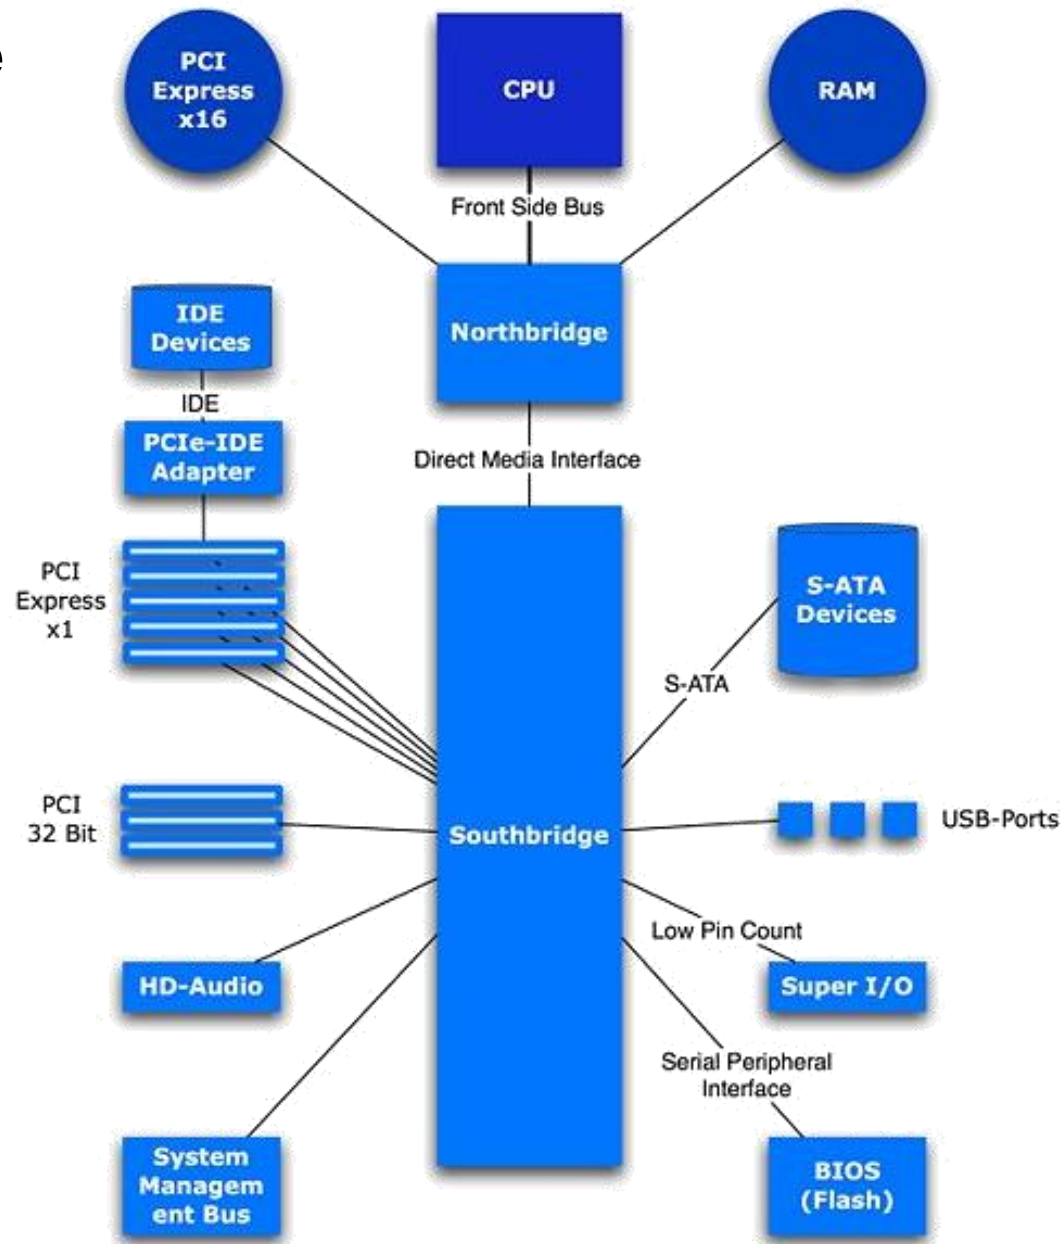 e
PCI
Express
x16
CPU
RAM
Front Side Bus
IDE
Devices
Northbridge
IDE
PCIe-IDE
Adapter
Direct Media Interface
PCI
Express
x1
S-ATA
Devices
S-ATA
PCI
32 Bit
Southbridge
USB-Ports
Low Pin Count
HD-Audio
Super I/O
Serial Peripheral
Interface
System
Managem
ent Bus
BIOS
(Flash)